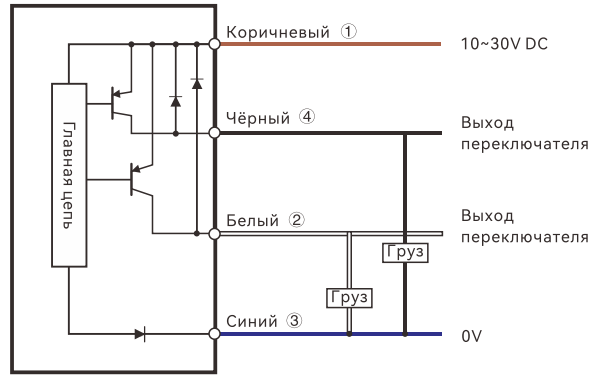 Коричневый ①
10~30V DC
Чёрный ④
Выход
переключателя
Главная цепь
Белый ②
Выход
переключателя
Груз
Груз
Синий ③
0V